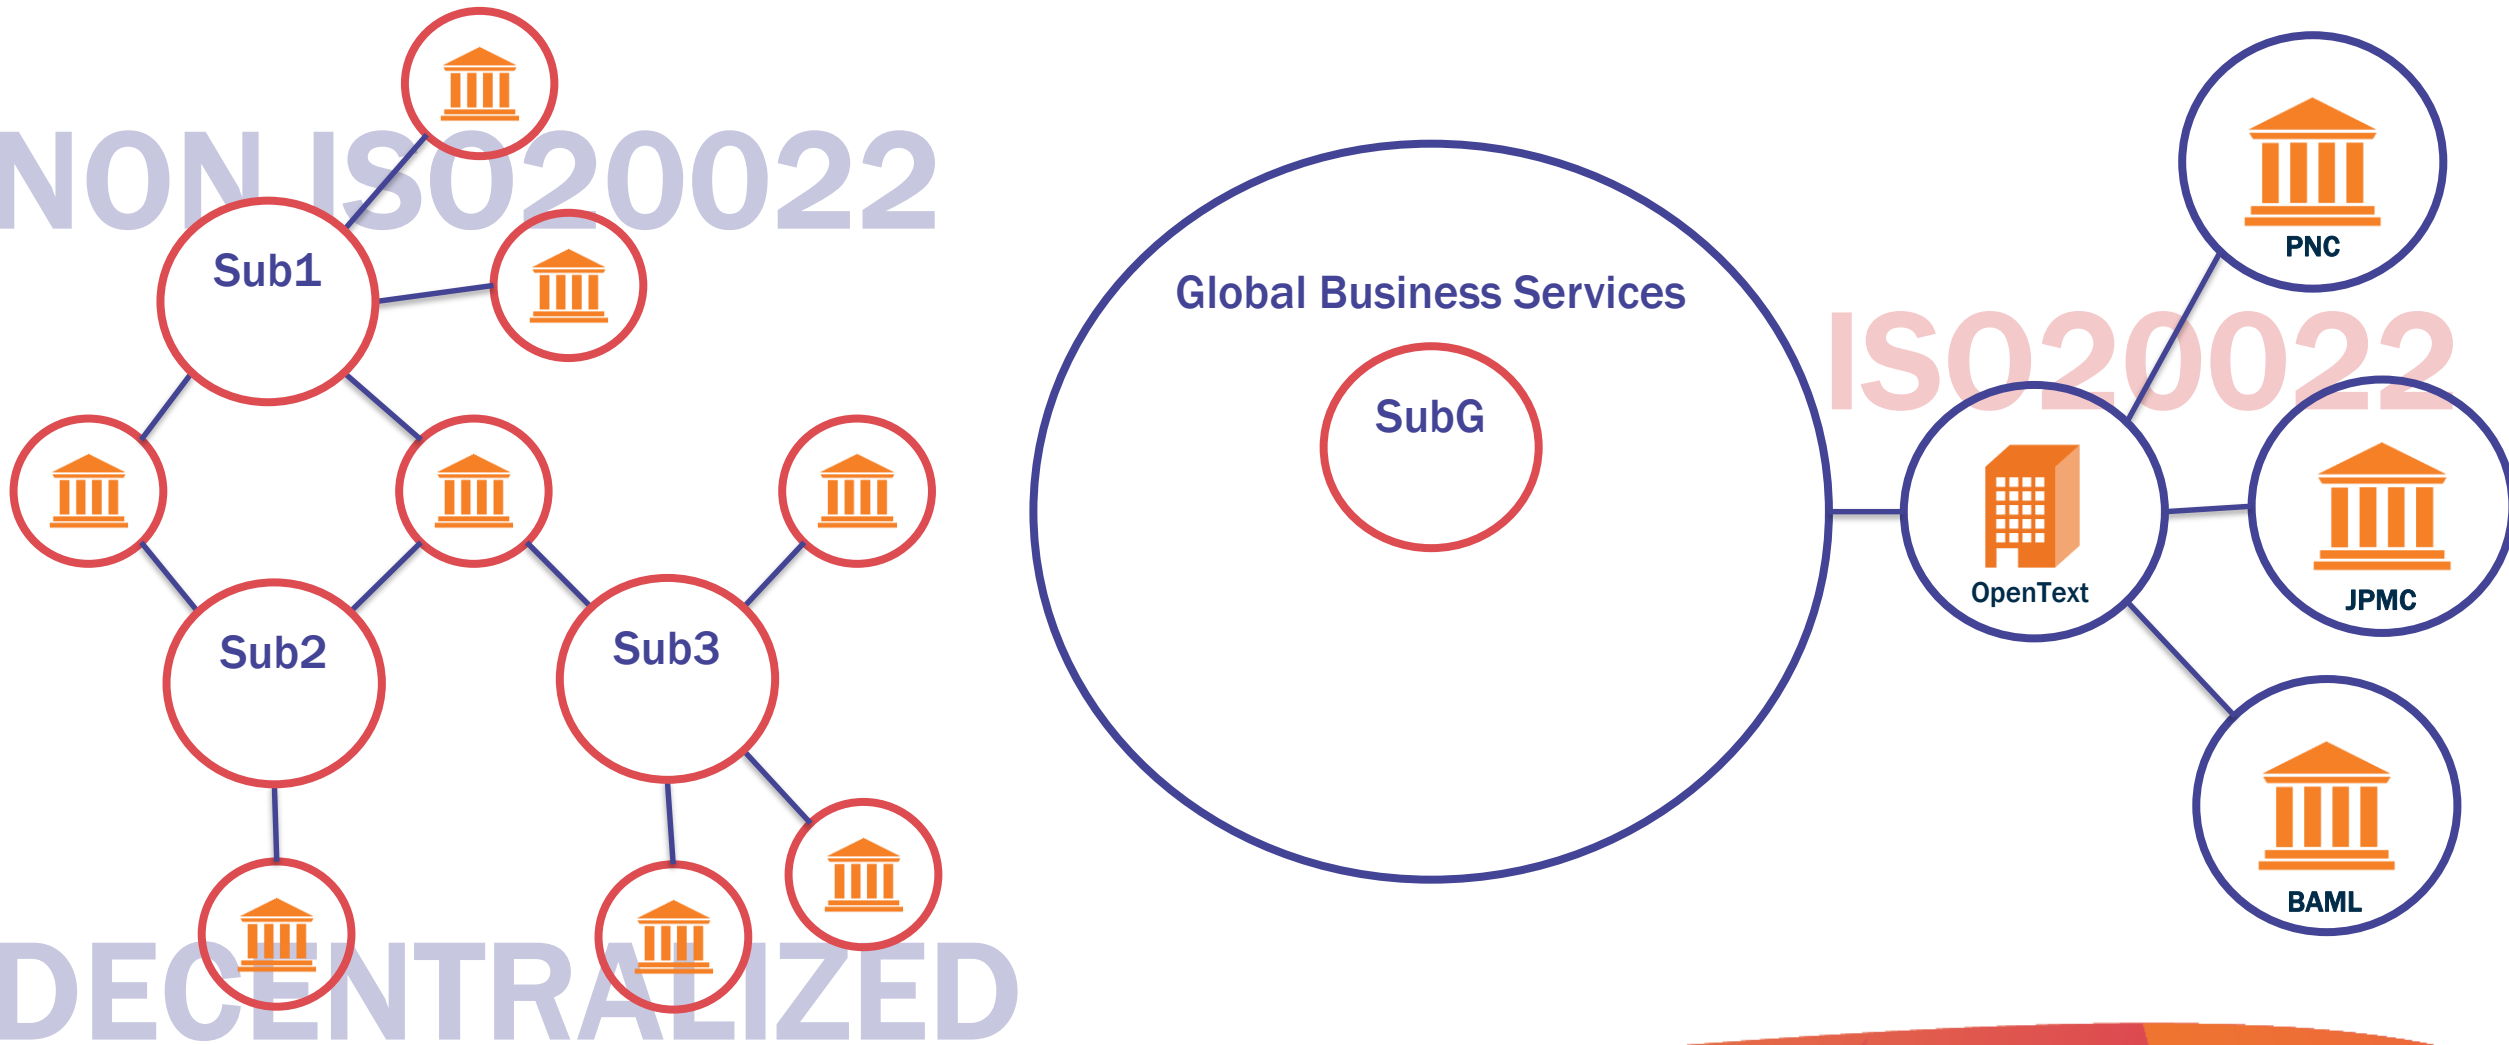 NON ISO20022
Sub1
Sub2
Sub3
DECENTRALIZED
Global Business Services
SubG
ISO20022
OpenText
PNC
JPMC
BAML